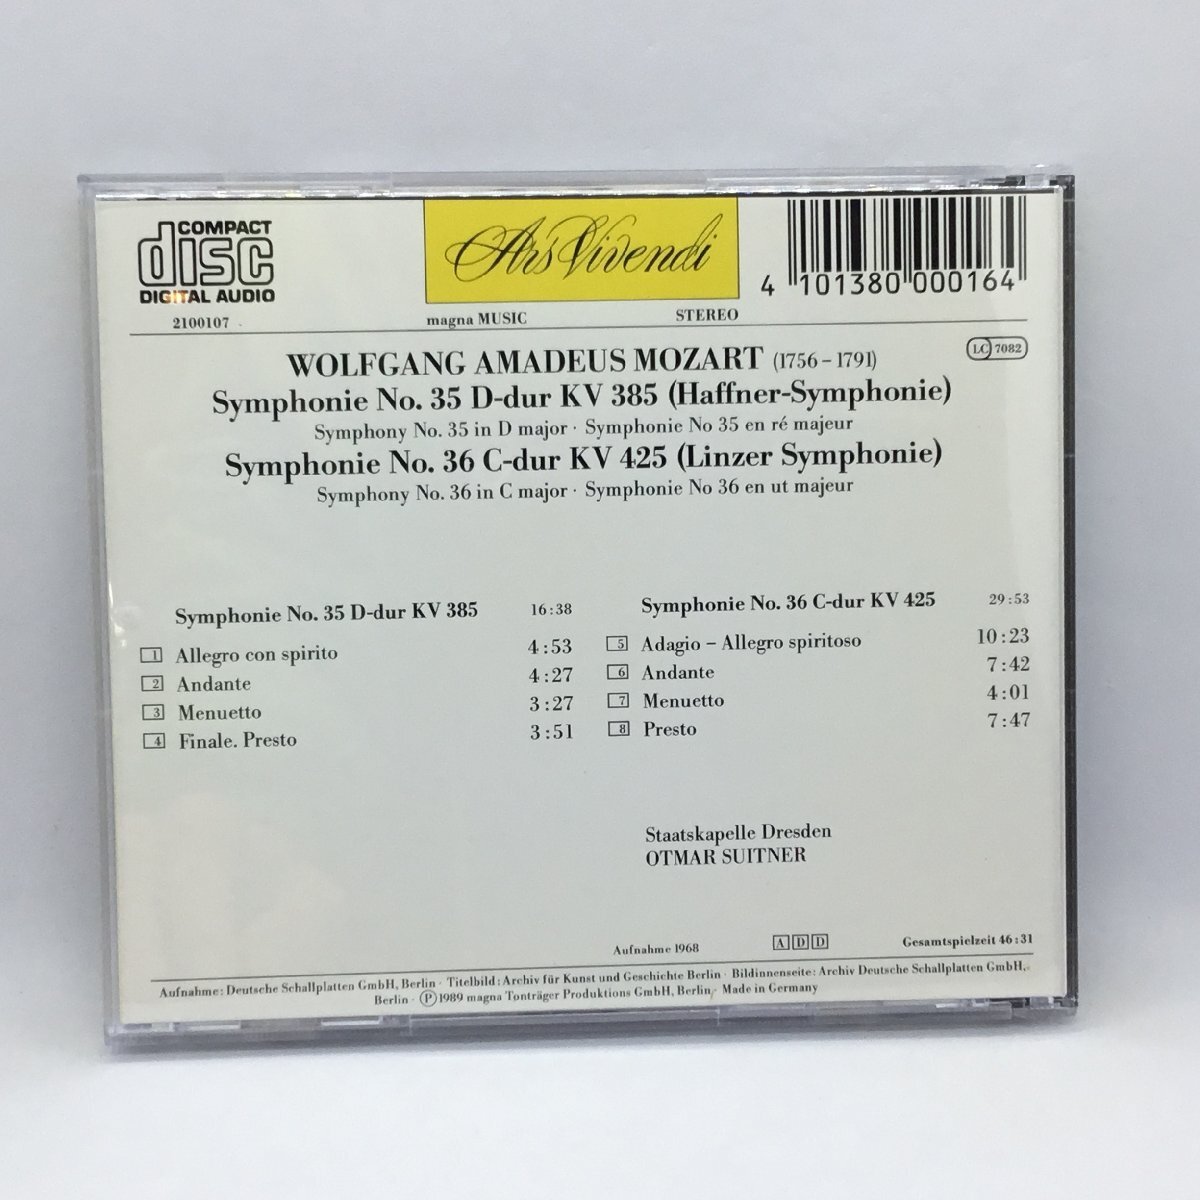 COMPACT
disc
DIGITAL AUDIO
2100107
Ars Vivendi
magna MUSIC STEREO
4 101380 000164
LC 7082
WOLFGANG AMADEUS MOZART (1756 – 1791)
Symphonie No. 35 D-dur KV 385 (Haffner-Symphonie)
Symphony No. 35 in D major · Symphonie No 35 en ré majeur
Symphonie No. 36 C-dur KV 425 (Linzer Symphonie)
Symphony No. 36 in C major · Symphonie No 36 en ut majeur
Symphonie No. 35 D-dur KV 385 16:38
1 Allegro con spirito 4:53
2 Andante 4:27
3 Menuetto 3:27
4 Finale. Presto 3:51
Symphonie No. 36 C-dur KV 425 29:53
5 Adagio – Allegro spiritoso 10:23
6 Andante 7:42
7 Menuetto 4:01
8 Presto 7:47
Staatskapelle Dresden
OTMAR SUITNER
Aufnahme 1968 ADD Gesamtspielzeit 46:31
Aufnahme: Deutsche Schallplatten GmbH, Berlin · Titelbild: Archiv für Kunst und Geschichte Berlin · Bildinnenseite: Archiv Deutsche Schallplatten GmbH,
Berlin · Ⓟ 1989 magna Tonträger Produktions GmbH, Berlin · Made in Germany